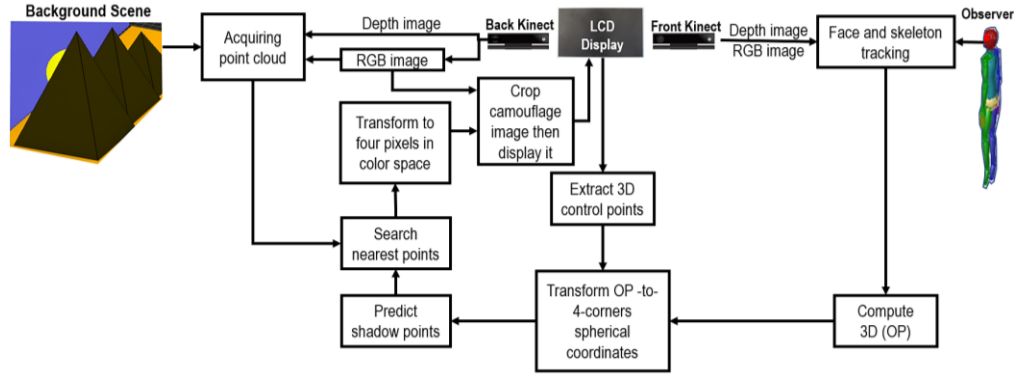 Background Scene
Acquiring
point cloud
Depth image
RGB image
Back Kinect
LCD
Display
Front Kinect
Depth image
RGB image
Face and skeleton
tracking
Observer
Transform to
four pixels in
color space
Crop
camouflage
image then
display it
Extract 3D
control points
Search
nearest points
Predict
shadow points
Transform OP -to-
4-corners
spherical
coordinates
Compute
3D (OP)